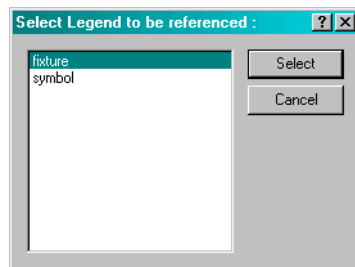 Select Legend to be referenced :
fixture
symbol
Select
Cancel